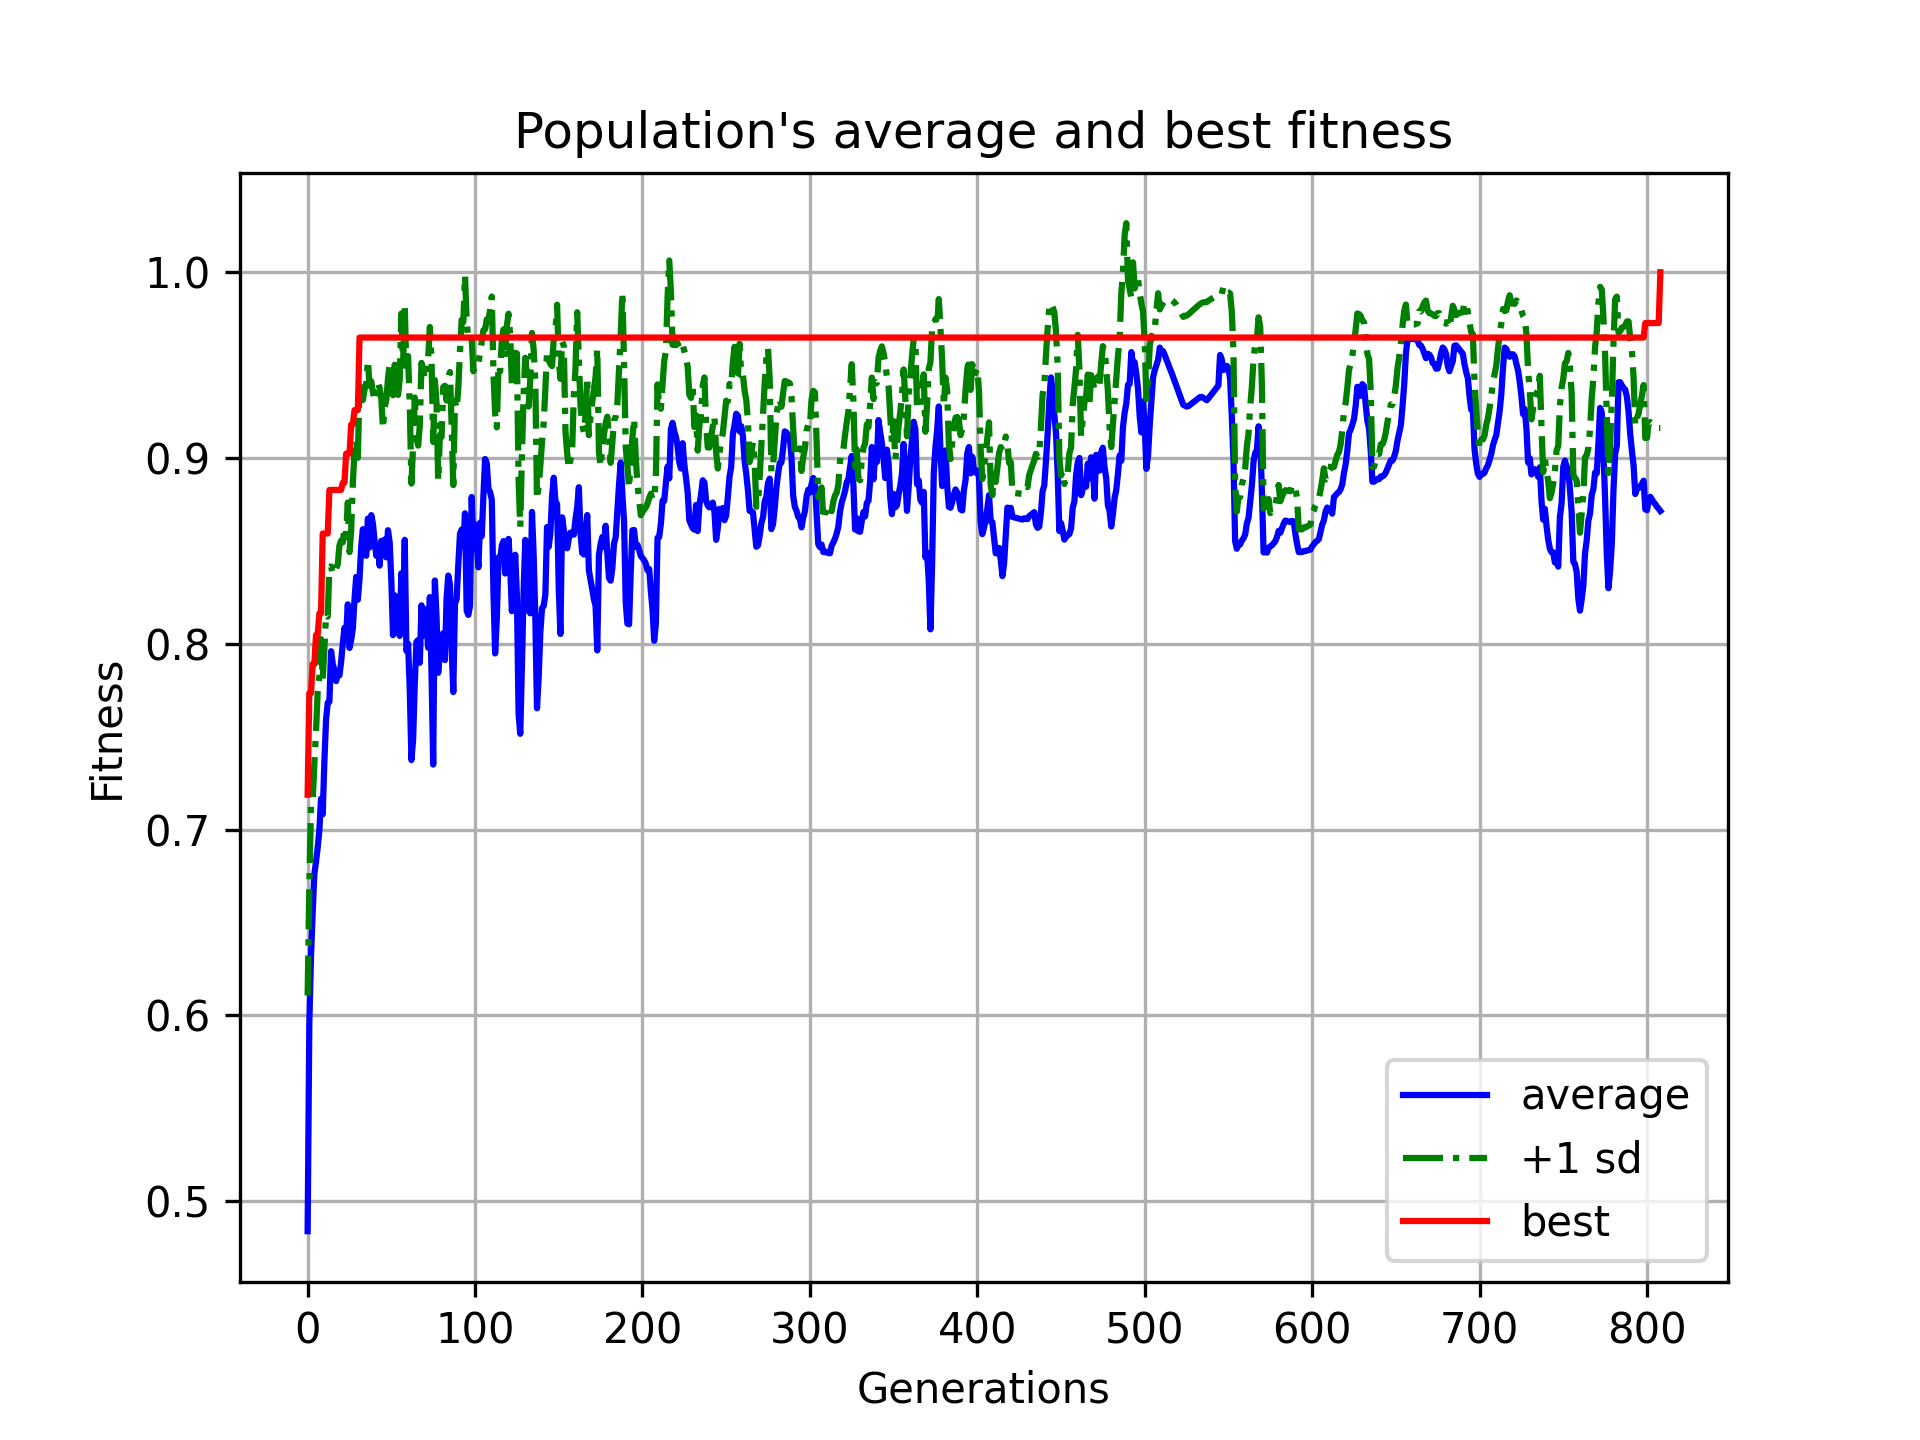 Population's average and best fitness
1.0
0.9
0.8
0.7
0.6
0.5
Fitness
0 100 200 300 400 500 600 700 800
Generations
average
+1 sd
best